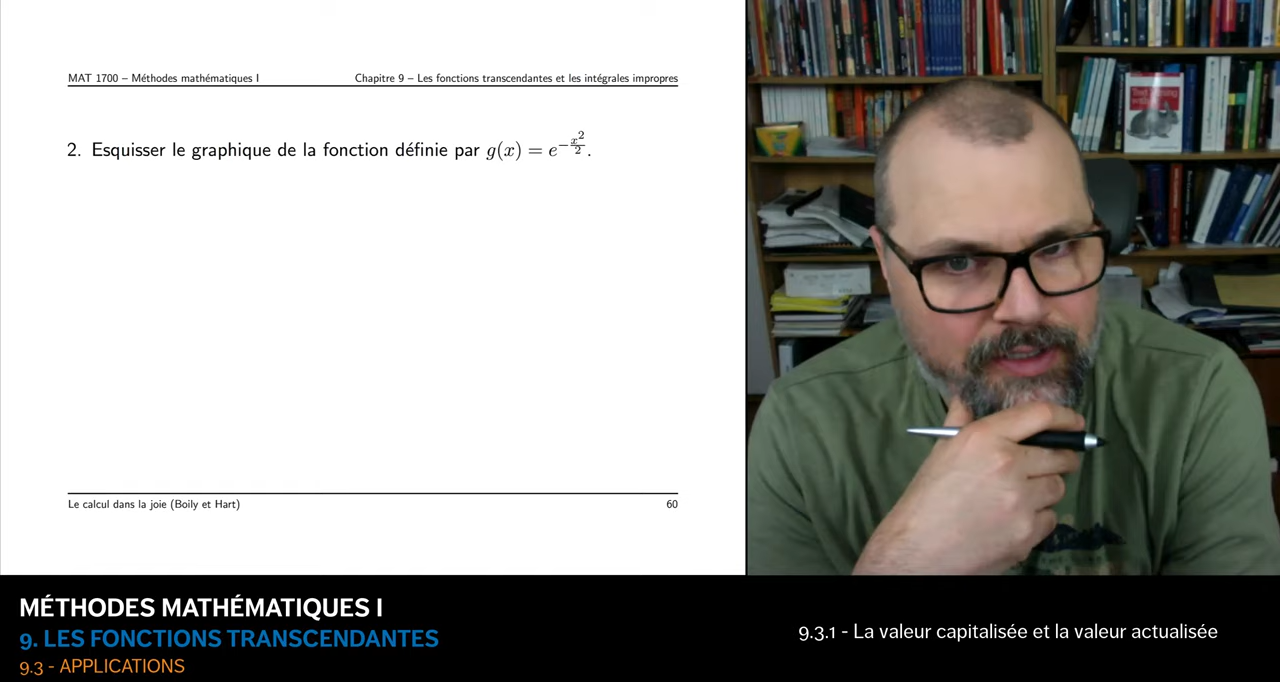 MAT 1700 – Méthodes mathématiques I
Chapitre 9 – Les fonctions transcendantes et les intégrales impropres
2. Esquisser le graphique de la fonction définie par g(x) = e^{-\frac{x^2}{2}}.
Le calcul dans la joie (Boily et Hart)
60
MÉTHODES MATHÉMATIQUES I
9. LES FONCTIONS TRANSCENDANTES
9.3 - APPLICATIONS
9.3.1 - La valeur capitalisée et la valeur actualisée